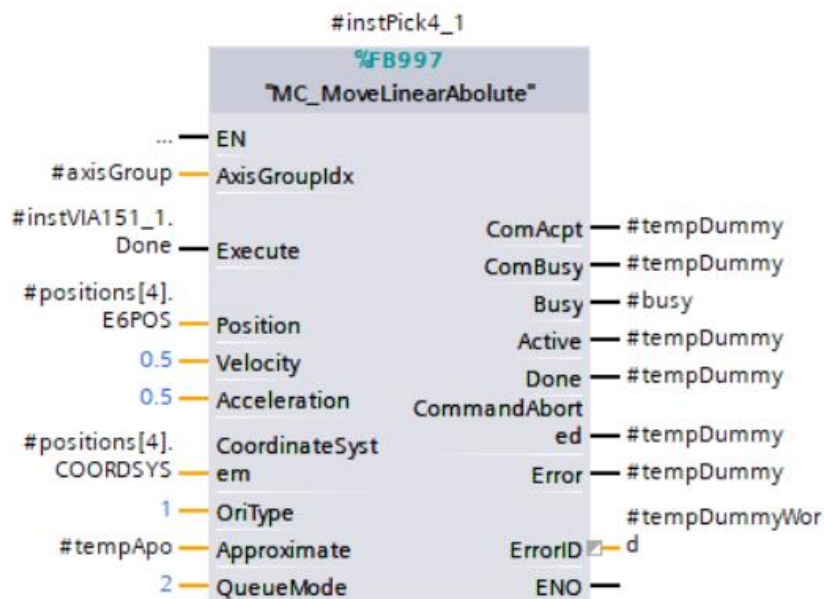 #instPick4_1
%FB997
"MC_MoveLinearAbolute"
... EN
#axisGroup AxisGroupIdx
#instVIA151_1.
Done Execute
ComAcpt #tempDummy
ComBusy #tempDummy
#positions[4].
E6POS Position
Busy #busy
0.5 Velocity
Active #tempDummy
0.5 Acceleration
Done #tempDummy
CommandAbort
ed #tempDummy
#positions[4].
COORDSYS
CoordinateSyst
em
Error #tempDummy
1 OriType
#tempApo Approximate
#tempDummyWor
ErrorID d
2 QueueMode
ENO